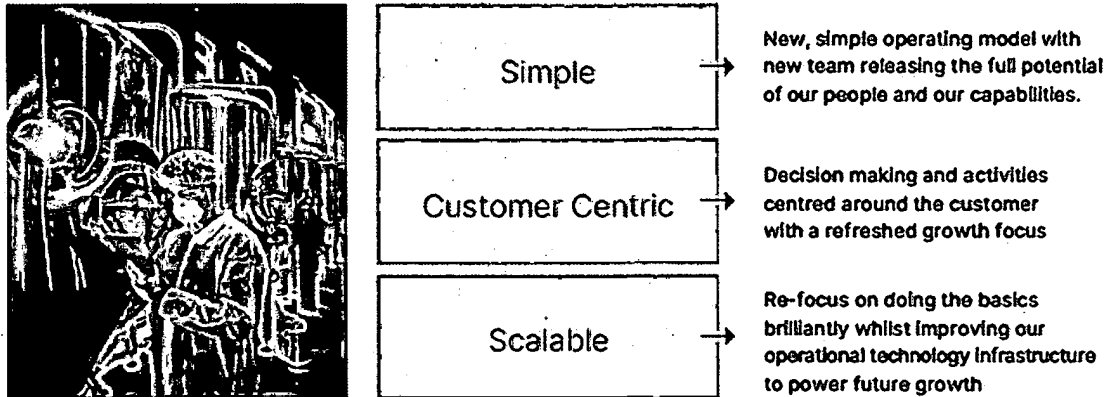 Simple
New, simple operating model with
new team releasing the full potential
of our people and our capabilities.
Customer Centric
Decision making and activities
centred around the customer
with a refreshed growth focus
Scalable
Re-focus on doing the basics
brilliantly whilst improving our
operational technology infrastructure
to power future growth